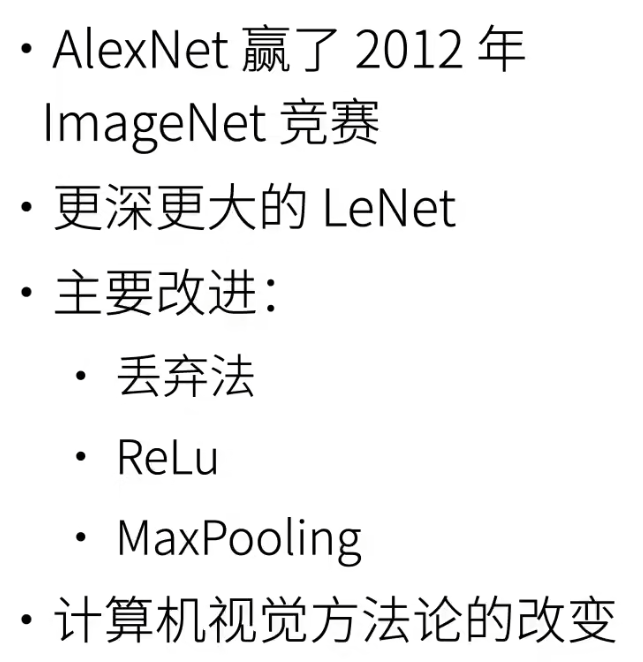 • AlexNet 赢了 2012 年
ImageNet 竞赛
• 更深更大的 LeNet
• 主要改进：
• 丢弃法
• ReLu
• MaxPooling
• 计算机视觉方法论的改变